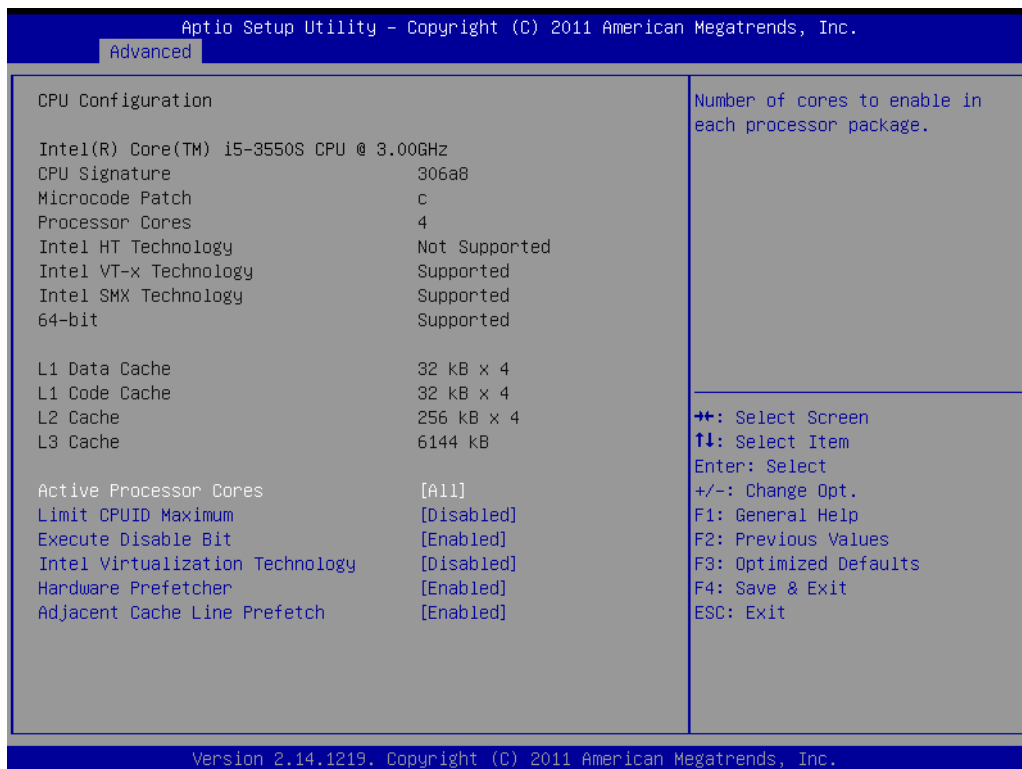 Aptio Setup Utility – Copyright (C) 2011 American Megatrends, Inc.
Advanced
CPU Configuration
Intel(R) Core(TM) i5-3550S CPU @ 3.00GHz
CPU Signature 306a8
Microcode Patch c
Processor Cores 4
Intel HT Technology Not Supported
Intel VT-x Technology Supported
Intel SMX Technology Supported
64-bit Supported
L1 Data Cache 32 kB x 4
L1 Code Cache 32 kB x 4
L2 Cache 256 kB x 4
L3 Cache 6144 kB
Active Processor Cores [All]
Limit CPUID Maximum [Disabled]
Execute Disable Bit [Enabled]
Intel Virtualization Technology [Disabled]
Hardware Prefetcher [Enabled]
Adjacent Cache Line Prefetch [Enabled]
Number of cores to enable in
each processor package.
→←: Select Screen
↑↓: Select Item
Enter: Select
+/-: Change Opt.
F1: General Help
F2: Previous Values
F3: Optimized Defaults
F4: Save & Exit
ESC: Exit
Version 2.14.1219. Copyright (C) 2011 American Megatrends, Inc.